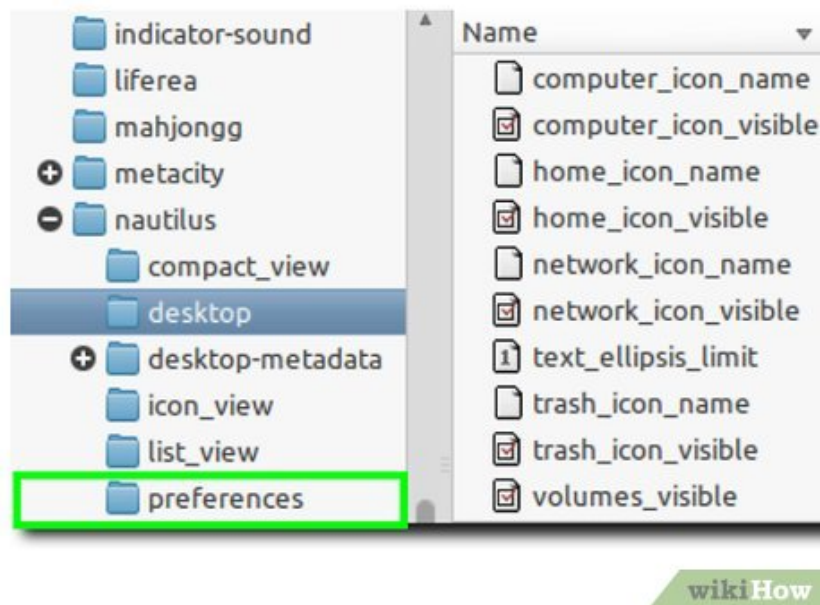 indicator-sound
liferea
mahjongg
metacity
nautilus
compact_view
desktop
desktop-metadata
icon_view
list_view
preferences
Name
computer_icon_name
computer_icon_visible
home_icon_name
home_icon_visible
network_icon_name
network_icon_visible
1 text_ellipsis_limit
trash_icon_name
trash_icon_visible
volumes_visible
wikiHow